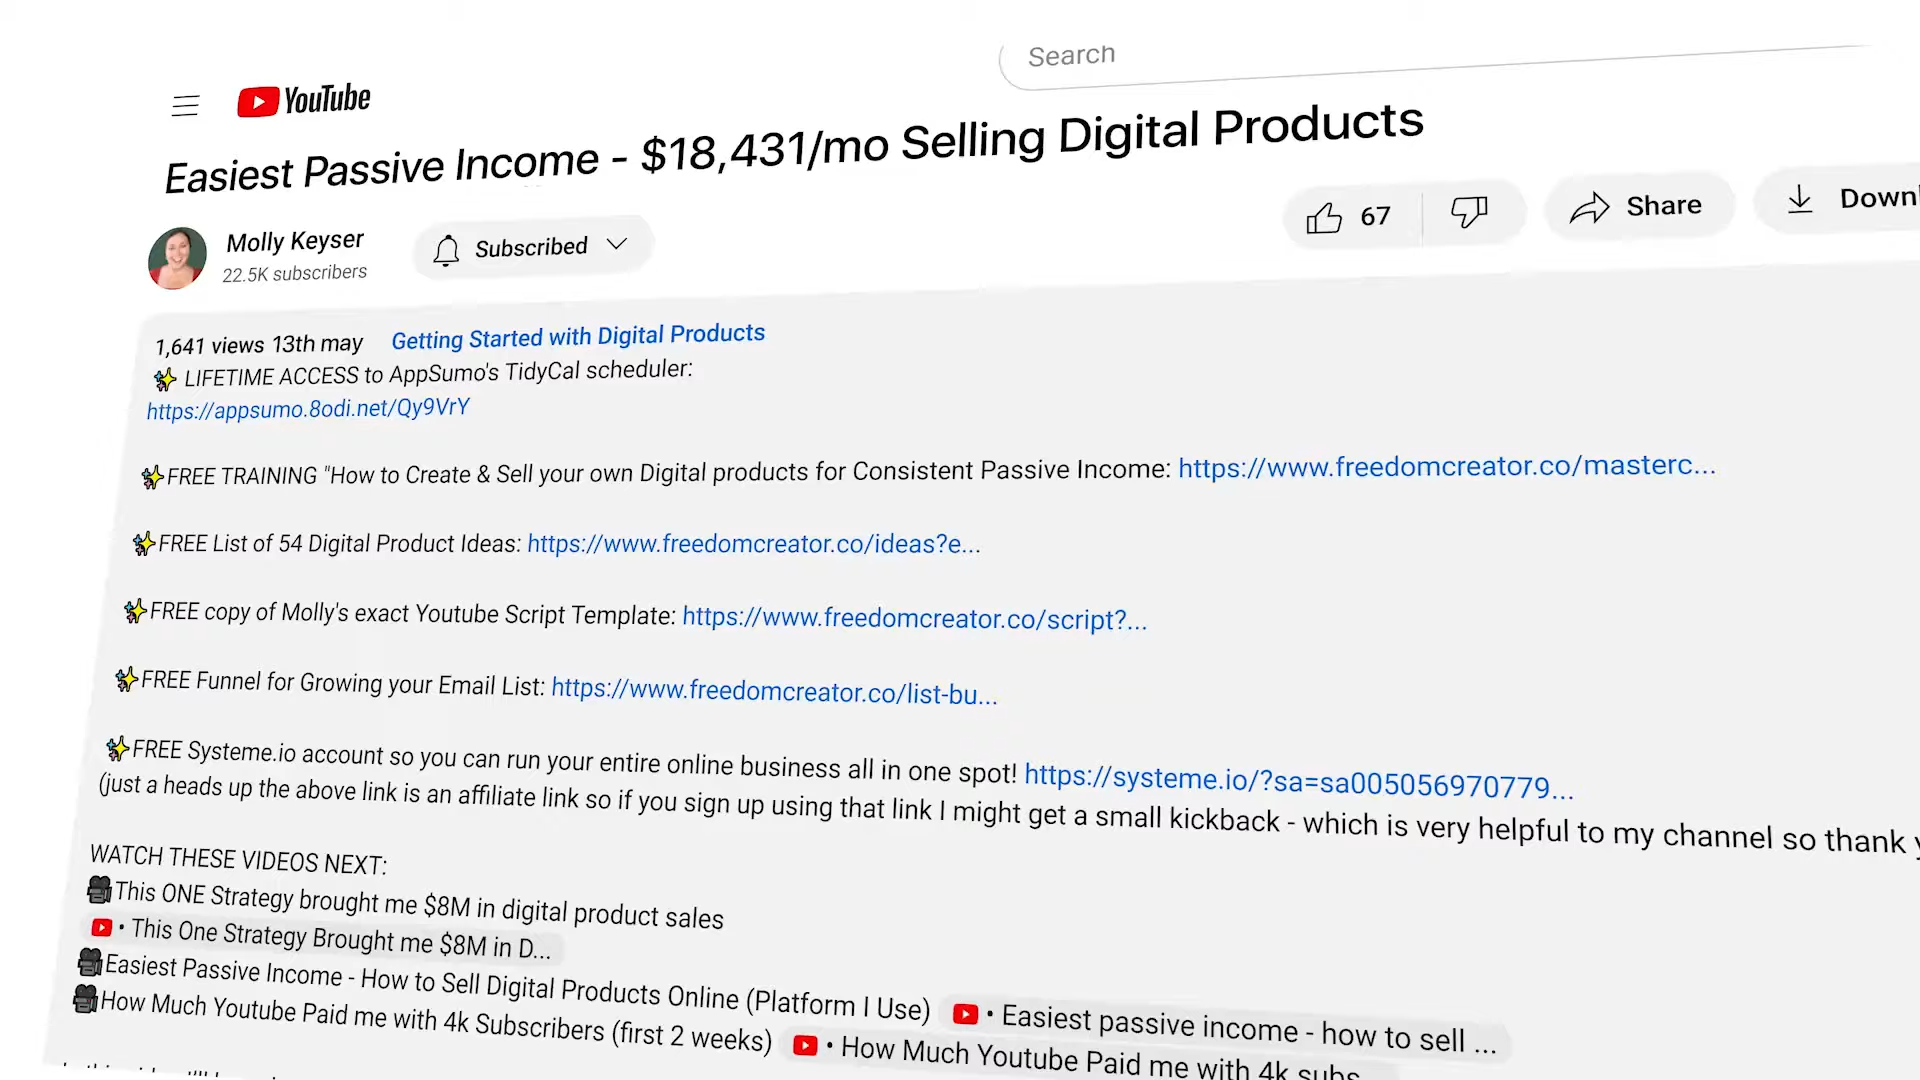 Search
YouTube
Easiest Passive Income - $18,431/mo Selling Digital Products
Molly Keyser
22.5K subscribers
Subscribed
67
Share
Downl
1,641 views 13th may Getting Started with Digital Products
✨ LIFETIME ACCESS to AppSumo's TidyCal scheduler:
https://appsumo.8odi.net/Qy9VrY
✨FREE TRAINING "How to Create & Sell your own Digital products for Consistent Passive Income: https://www.freedomcreator.co/masterc...
✨FREE List of 54 Digital Product Ideas: https://www.freedomcreator.co/ideas?e...
✨FREE copy of Molly's exact Youtube Script Template: https://www.freedomcreator.co/script?...
✨FREE Funnel for Growing your Email List: https://www.freedomcreator.co/list-bu...
✨FREE Systeme.io account so you can run your entire online business all in one spot! https://systeme.io/?sa=sa005056970779...
(just a heads up the above link is an affiliate link so if you sign up using that link I might get a small kickback - which is very helpful to my channel so thank
WATCH THESE VIDEOS NEXT:
🎥This ONE Strategy brought me $8M in digital product sales
• This One Strategy Brought me $8M in D...
🎥Easiest Passive Income - How to Sell Digital Products Online (Platform I Use) • Easiest passive income - how to sell ...
🎥How Much Youtube Paid me with 4k Subscribers (first 2 weeks) • How Much Youtube Paid me with 4k subs